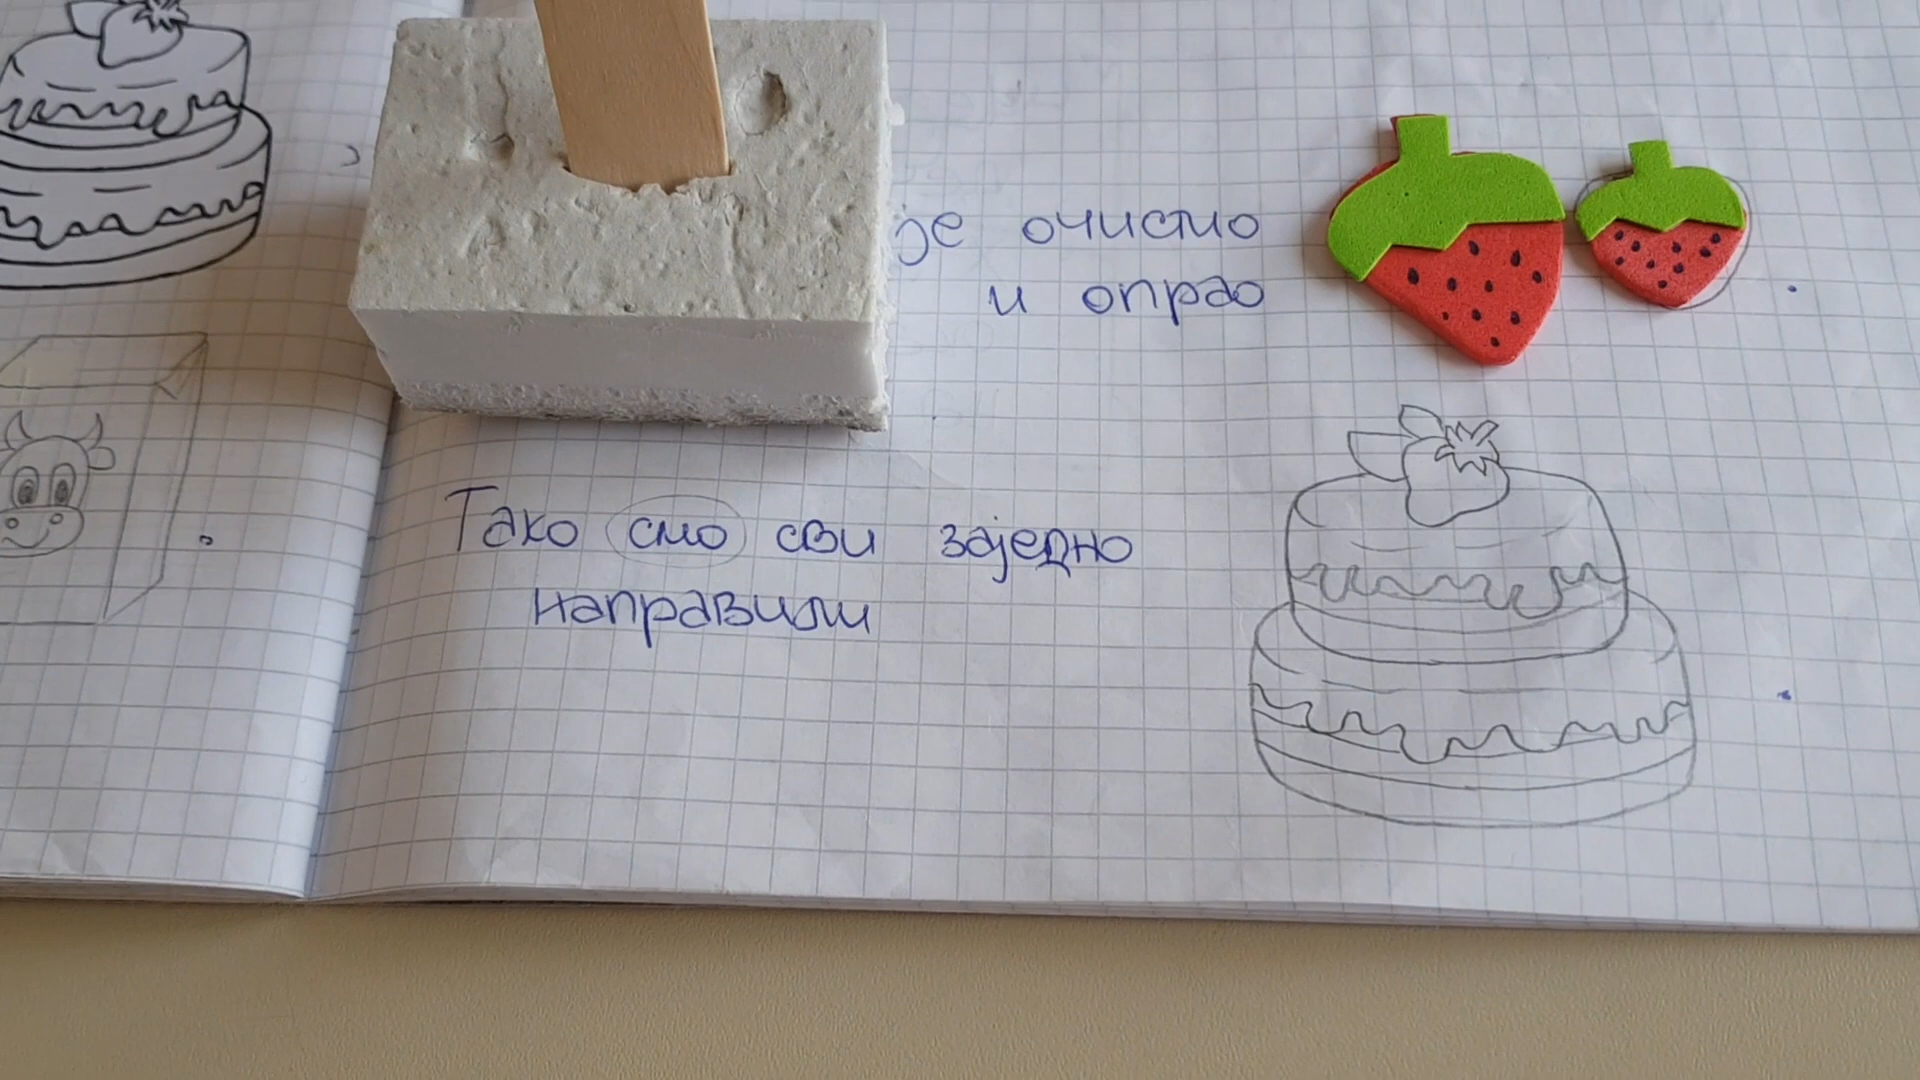 је очистио
и опрао
Тако смо сви заједно
направили